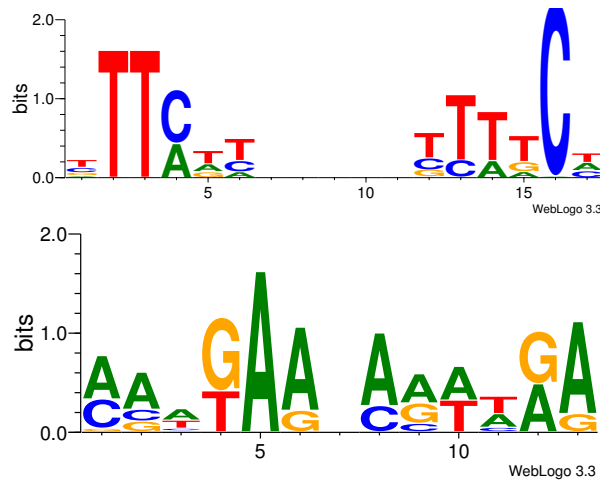 2.0
bits
1.0
0.0
T T T C T T T T T T C T
C A A C C C A G A
G G A G A C
5 10 15
WebLogo 3.3
2.0
bits
1.0
0.0
A A A G A A A A A T G A
C C T T G C G T A A G
G C C C
5 10
WebLogo 3.3